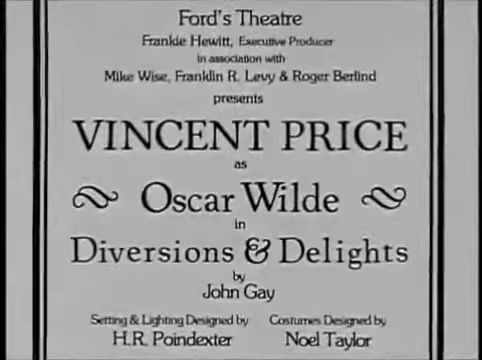 Ford's Theatre
Frankie Hewitt, Executive Producer
in association with
Mike Wise, Franklin R. Levy & Roger Berlind
presents
VINCENT PRICE
as
Oscar Wilde
in
Diversions & Delights
by
John Gay
Setting & Lighting Designed by Costumes Designed by
H.R. Poindexter Noel Taylor